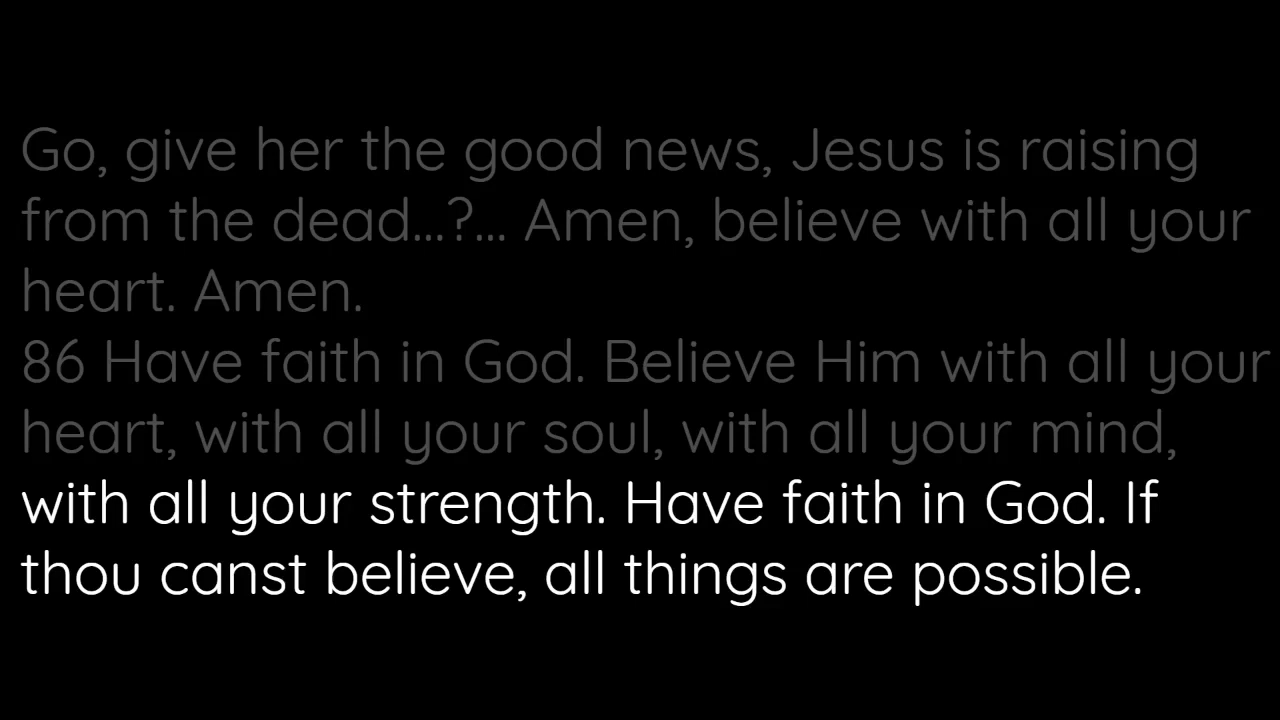 Go, give her the good news, Jesus is raising
from the dead...?... Amen, believe with all your
heart. Amen.
86 Have faith in God. Believe Him with all your
heart, with all your soul, with all your mind,
with all your strength. Have faith in God. If
thou canst believe, all things are possible.